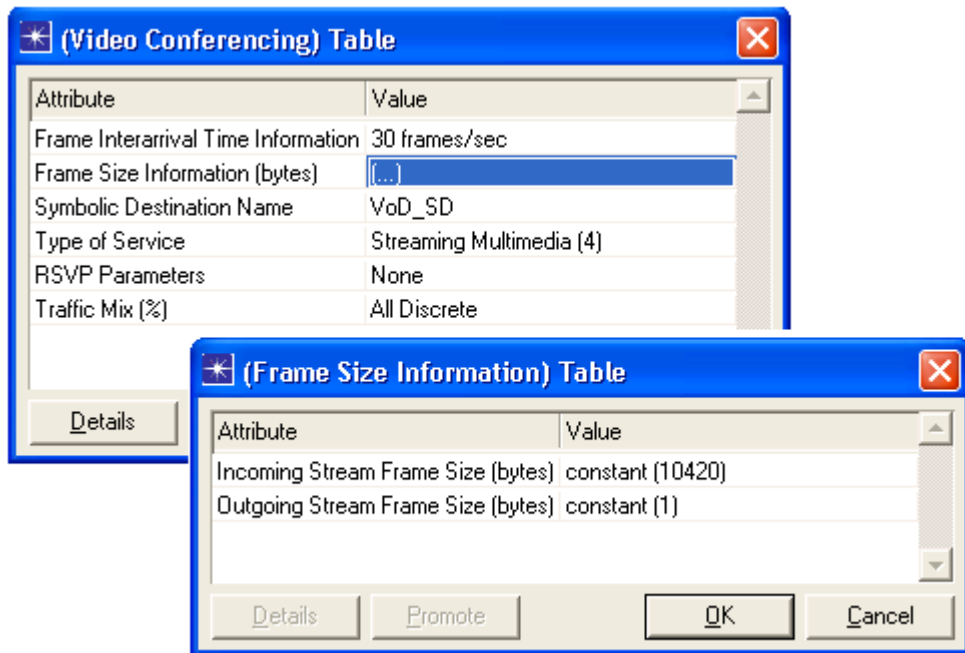 (Video Conferencing) Table
Attribute Value
Frame Interarrival Time Information 30 frames/sec
Frame Size Information (bytes) (...)
Symbolic Destination Name VoD_SD
Type of Service Streaming Multimedia (4)
RSVP Parameters None
Traffic Mix (%) All Discrete
Details
(Frame Size Information) Table
Attribute Value
Incoming Stream Frame Size (bytes) constant (10420)
Outgoing Stream Frame Size (bytes) constant (1)
Details Promote OK Cancel